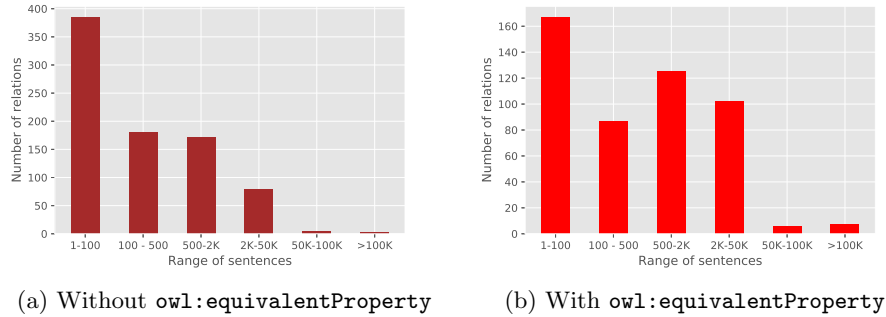 400
350
300
250
200
150
100
50
0
Number of relations
1-100 100 - 500 500-2K 2K-50K 50K-100K >100K
Range of sentences
(a) Without owl:equivalentProperty
160
140
120
100
80
60
40
20
0
Number of relations
1-100 100 - 500 500-2K 2K-50K 50K-100K >100K
Range of sentences
(b) With owl:equivalentProperty